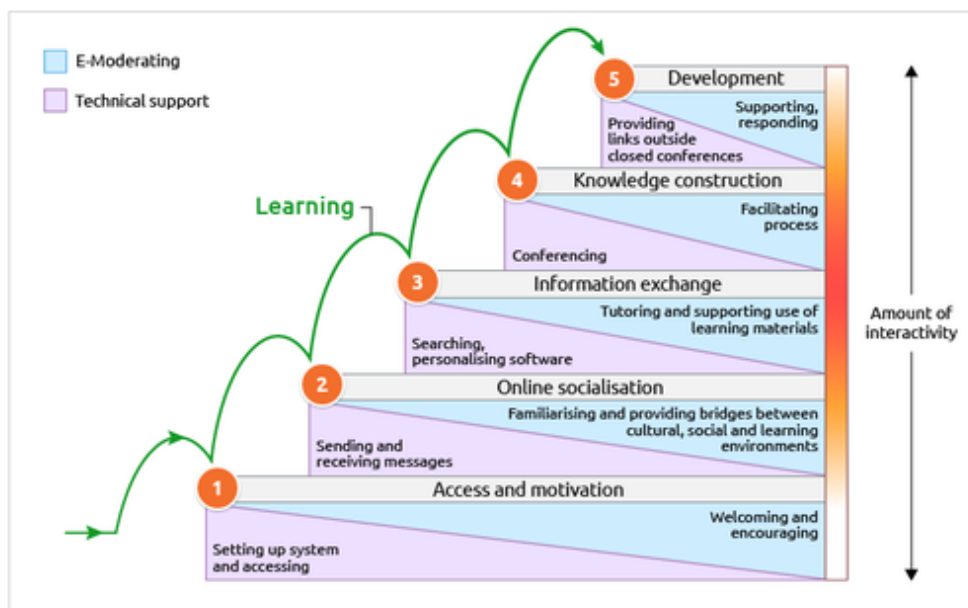 E-Moderating
Technical support
Learning
5
Development
Supporting,
responding
Providing
links outside
closed conferences
4
Knowledge construction
Facilitating
process
Conferencing
3
Information exchange
Tutoring and supporting use of
learning materials
Searching,
personalising software
2
Online socialisation
Familiarising and providing bridges between
cultural, social and learning
environments
Sending and
receiving messages
1
Access and motivation
Welcoming and
encouraging
Setting up system
and accessing
Amount of
interactivity